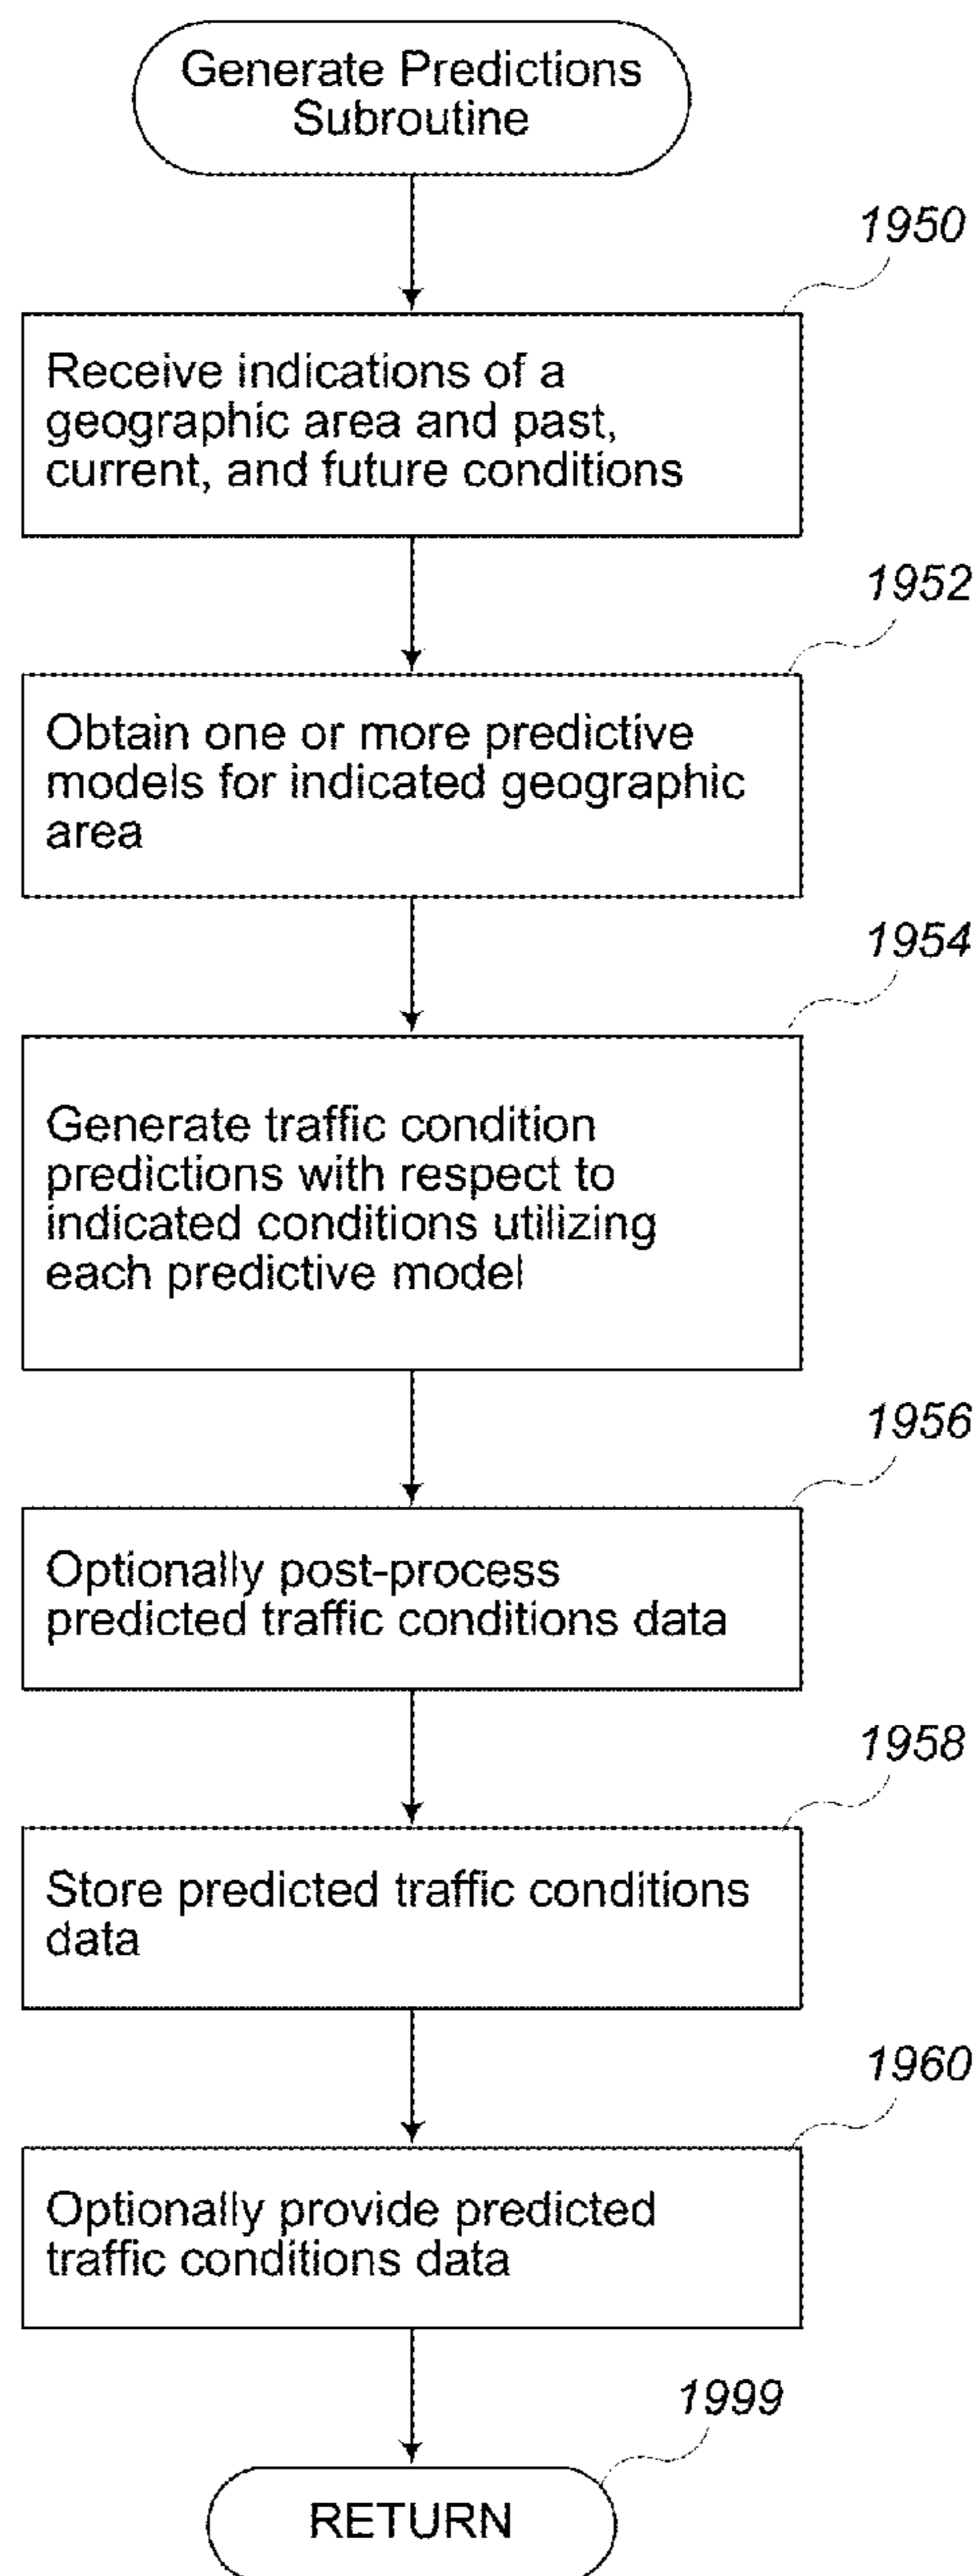 Generate Predictions
Subroutine
1950
Receive indications of a
geographic area and past,
current, and future conditions
1952
Obtain one or more predictive
models for indicated geographic
area
1954
Generate traffic condition
predictions with respect to
indicated conditions utilizing
each predictive model
1956
Optionally post-process
predicted traffic conditions data
1958
Store predicted traffic conditions
data
1960
Optionally provide predicted
traffic conditions data
1999
RETURN